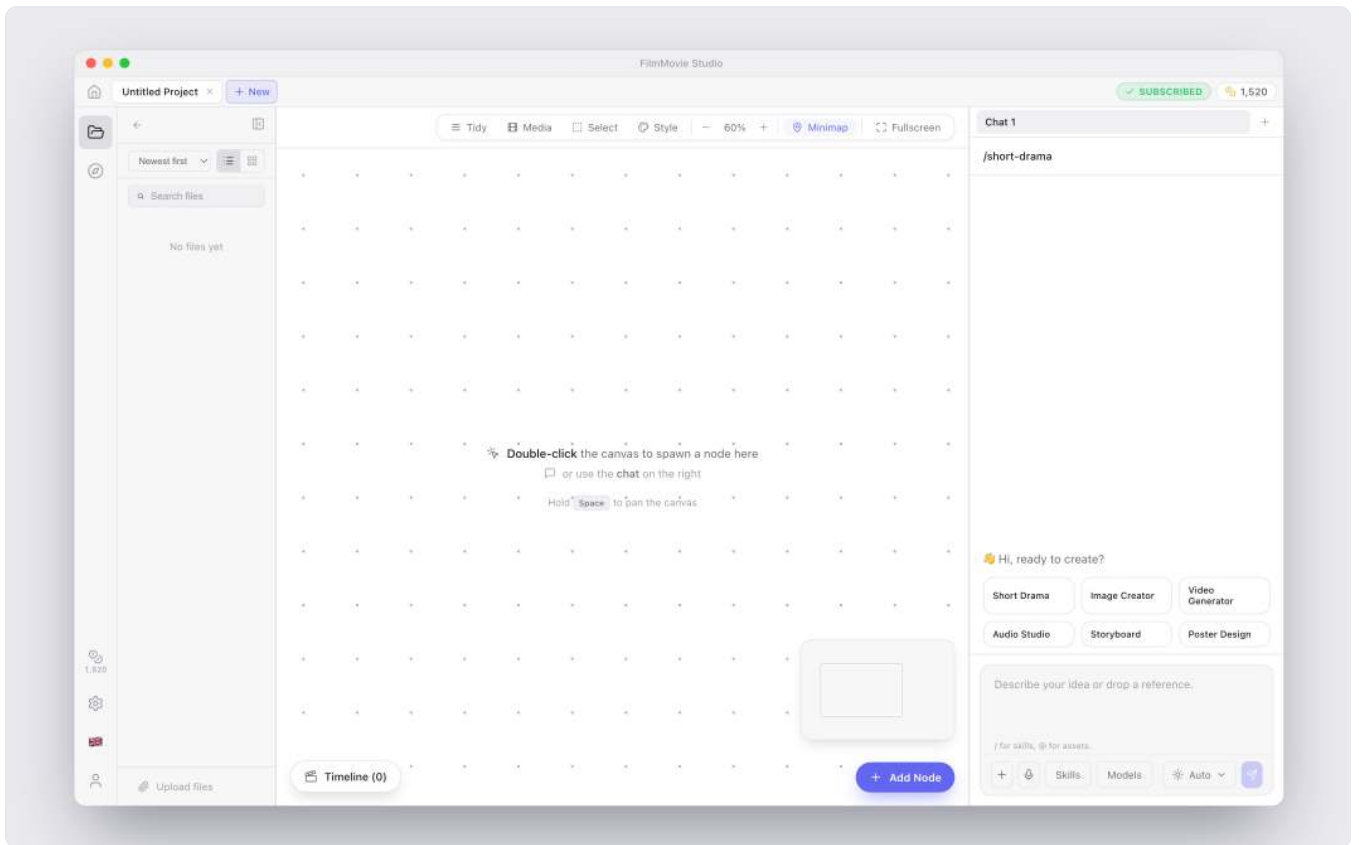 FilmMovie Studio
Untitled Project ×
+ New
✓ SUBSCRIBED
1,520
Newest first
Search files
No files yet
1,520
Upload files
Tidy
Media
Select
Style
− 60% +
Minimap
Fullscreen
Double-click the canvas to spawn a node here
or use the chat on the right
Hold Space to pan the canvas
Timeline (0)
+ Add Node
Chat 1 +
/short-drama
👋 Hi, ready to create?
Short Drama
Image Creator
Video
Generator
Audio Studio
Storyboard
Poster Design
Describe your idea or drop a reference.
/ for skills, @ for assets.
+
Skills
Models
Auto